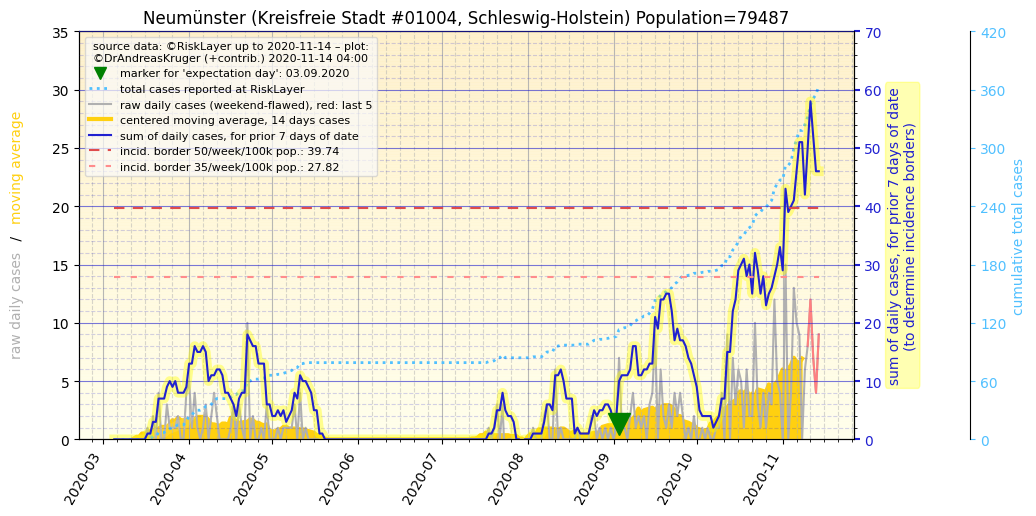 Neumünster (Kreisfreie Stadt #01004, Schleswig-Holstein) Population=79487
source data: ©RiskLayer up to 2020-11-14 – plot:
©DrAndreasKruger (+contrib.) 2020-11-14 04:00
marker for 'expectation day': 03.09.2020
total cases reported at RiskLayer
raw daily cases (weekend-flawed), red: last 5
centered moving average, 14 days cases
sum of daily cases, for prior 7 days of date
incid. border 50/week/100k pop.: 39.74
incid. border 35/week/100k pop.: 27.82
raw daily cases / moving average
35
30
25
20
15
10
5
0
70
60
50
40
30
20
10
0
sum of daily cases, for prior 7 days of date
(to determine incidence borders)
420
360
300
240
180
120
60
0
cumulative total cases
2020-03
2020-04
2020-05
2020-06
2020-07
2020-08
2020-09
2020-10
2020-11